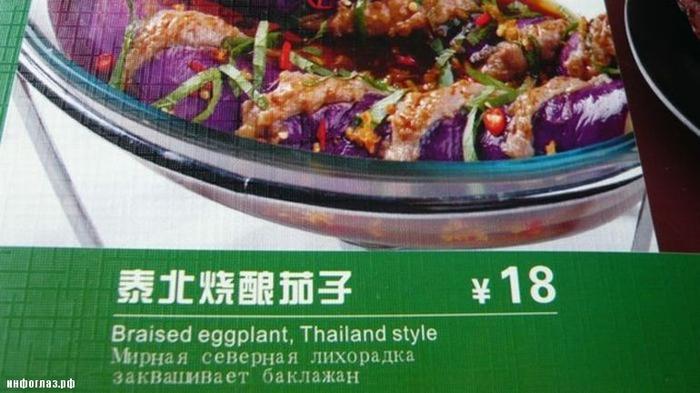 泰北烧酿茄子 ¥ 18
Braised eggplant, Thailand style
Мирная северная лихорадка
заквашивает баклажан
инфоглаз.рф